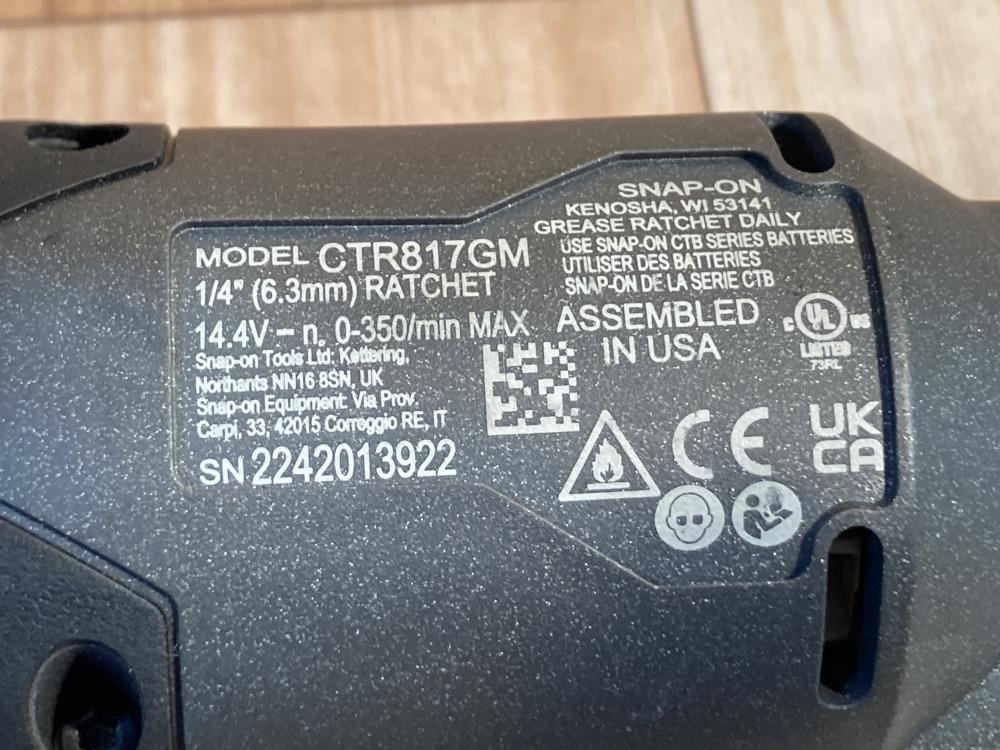 SNAP-ON
KENOSHA, WI 53141
GREASE RATCHET DAILY
USE SNAP-ON CTB SERIES BATTERIES
UTILISER DES BATTERIES
SNAP-ON DE LA SERIE CTB
MODEL CTR817GM
1/4" (6.3mm) RATCHET
14.4V – n. 0-350/min MAX
ASSEMBLED
IN USA
Snap-on Tools Ltd: Kettering,
Northants NN16 8SN, UK
Snap-on Equipment: Via Prov.
Carpi, 33, 42015 Correggio RE, IT
SN 2242013922
C UL US
LISTED
73RL
CE
UK
CA